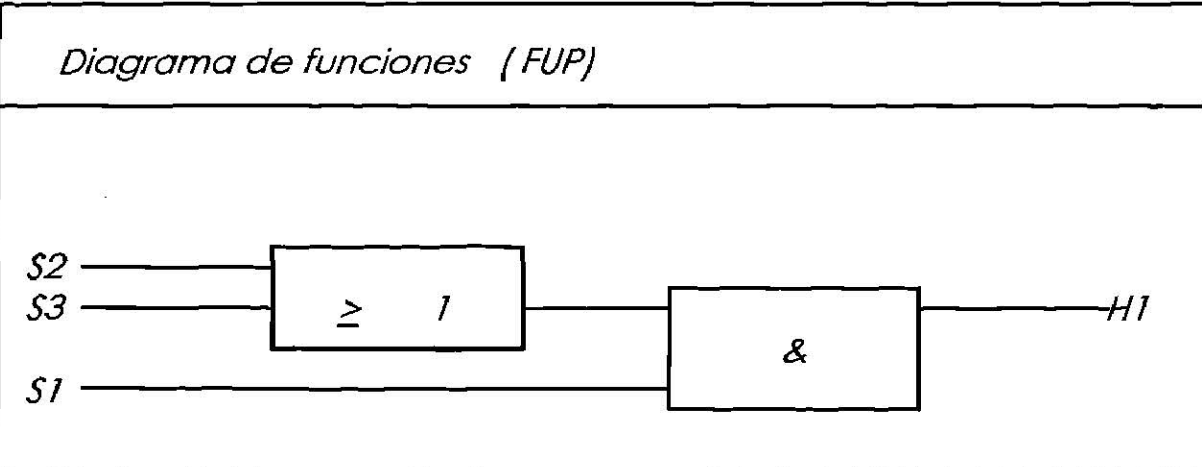 Diagrama de funciones ( FUP)
S2
S3
≥ 1
H1
&
S1